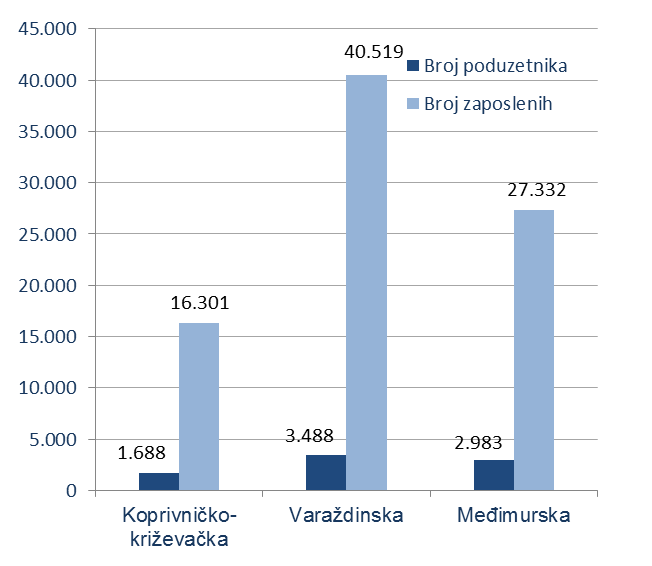 45.000
40.000
35.000
30.000
25.000
20.000
15.000
10.000
5.000
0
40.519
Broj poduzetnika
Broj zaposlenih
27.332
16.301
1.688
3.488
2.983
Koprivničko-
križevačka
Varaždinska
Međimurska